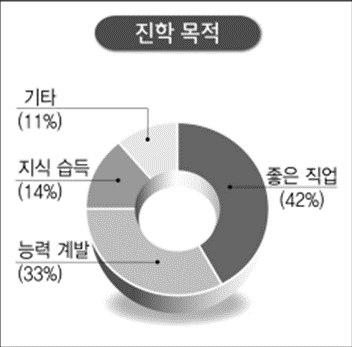 진학 목적
기타
(11%)
지식 습득
(14%)
좋은 직업
(42%)
능력 계발
(33%)